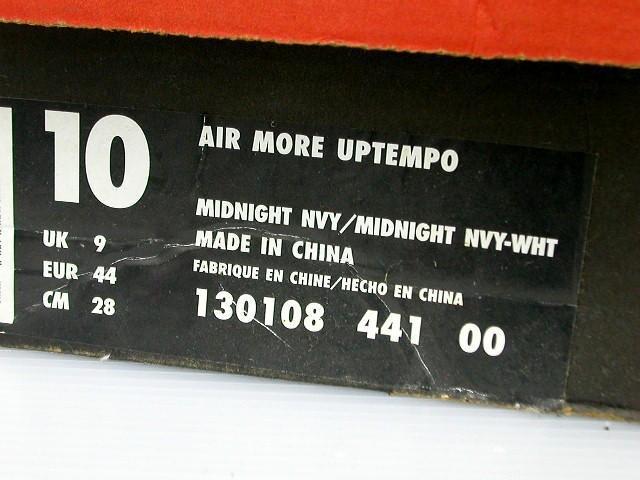 10
UK 9
EUR 44
CM 28
AIR MORE UPTEMPO
MIDNIGHT NVY/MIDNIGHT NVY-WHT
MADE IN CHINA
FABRIQUE EN CHINE/HECHO EN CHINA
130108 441 00